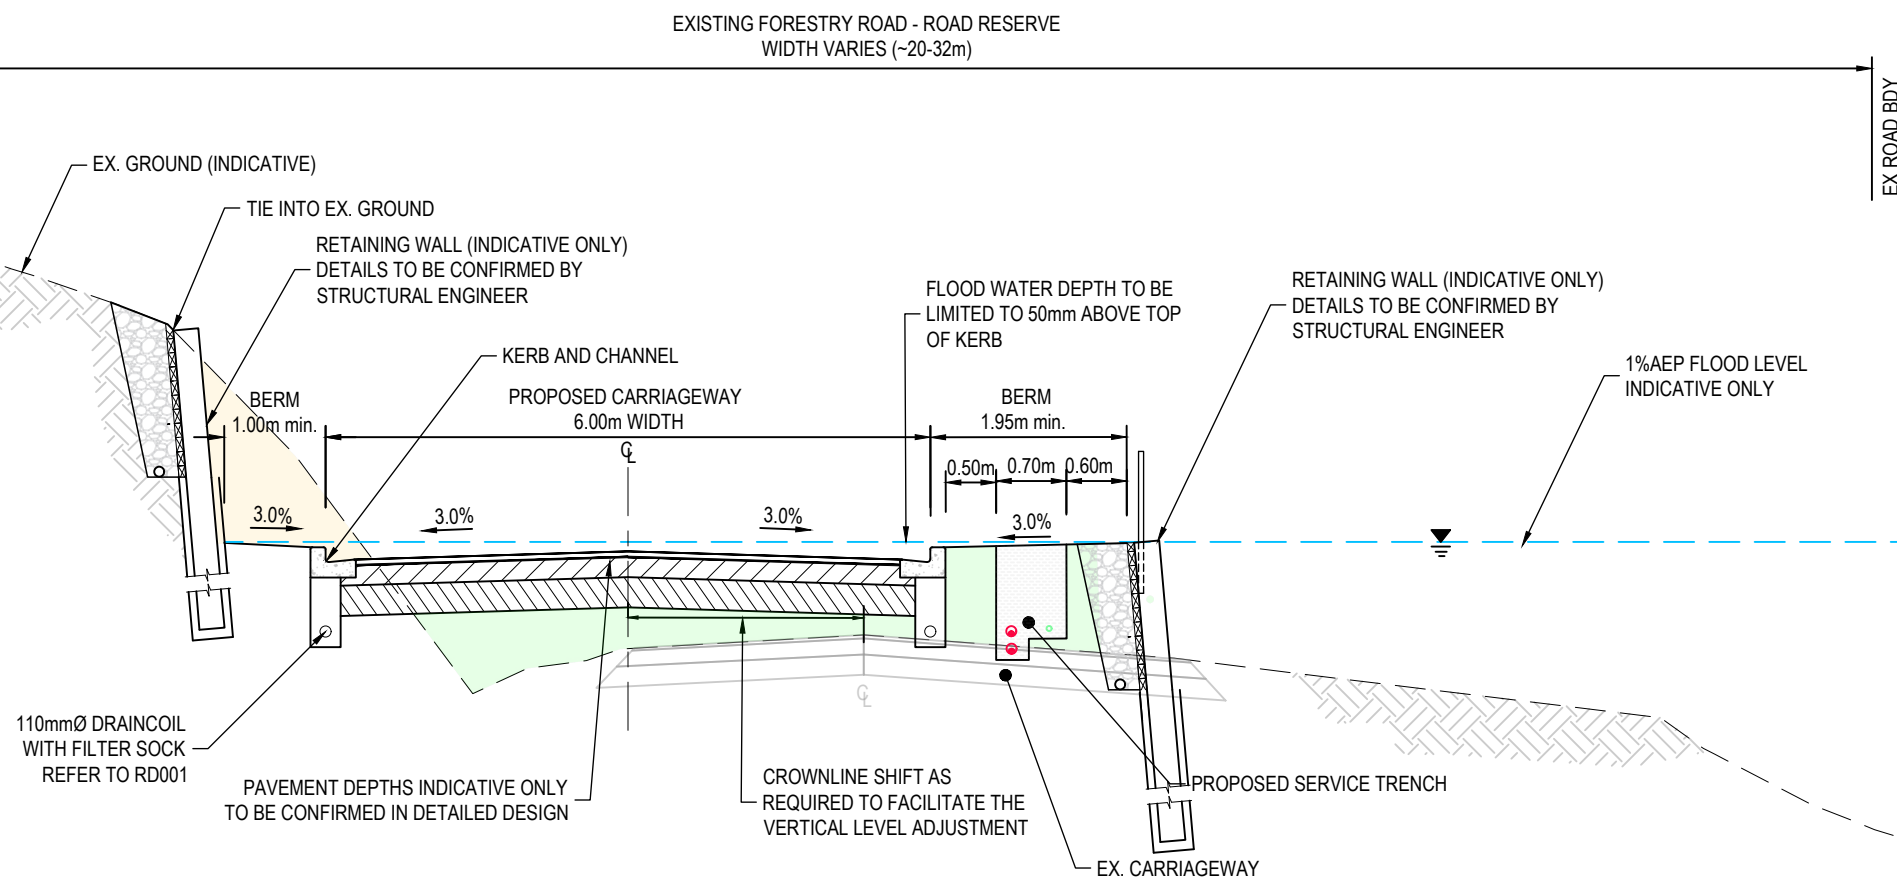 EXISTING FORESTRY ROAD - ROAD RESERVE
WIDTH VARIES (~20-32m)
EX ROAD BDY
EX. GROUND (INDICATIVE)
TIE INTO EX. GROUND
RETAINING WALL (INDICATIVE ONLY)
DETAILS TO BE CONFIRMED BY
STRUCTURAL ENGINEER
KERB AND CHANNEL
FLOOD WATER DEPTH TO BE
LIMITED TO 50mm ABOVE TOP
OF KERB
RETAINING WALL (INDICATIVE ONLY)
DETAILS TO BE CONFIRMED BY
STRUCTURAL ENGINEER
1%AEP FLOOD LEVEL
INDICATIVE ONLY
BERM
1.00m min.
PROPOSED CARRIAGEWAY
6.00m WIDTH
BERM
1.95m min.
CL
0.50m
0.70m
0.60m
3.0%
3.0%
3.0%
3.0%
CL
110mmØ DRAINCOIL
WITH FILTER SOCK
REFER TO RD001
PAVEMENT DEPTHS INDICATIVE ONLY
TO BE CONFIRMED IN DETAILED DESIGN
CROWNLINE SHIFT AS
REQUIRED TO FACILITATE THE
VERTICAL LEVEL ADJUSTMENT
PROPOSED SERVICE TRENCH
EX. CARRIAGEWAY